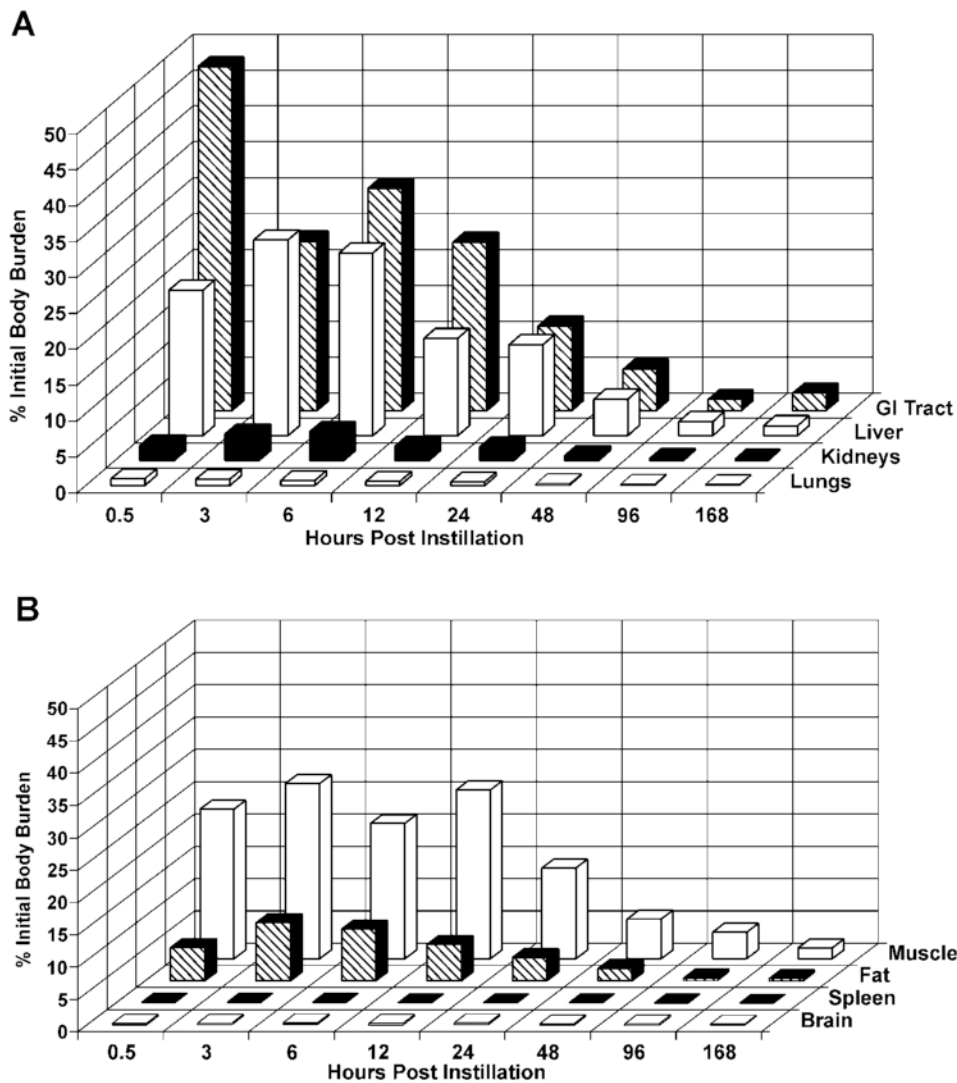 A
% Initial Body Burden
50
45
40
35
30
25
20
15
10
5
0
GI Tract
Liver
Kidneys
Lungs
0.5 3 6 12 24 48 96 168
Hours Post Instillation
B
% Initial Body Burden
50
45
40
35
30
25
20
15
10
5
0
Muscle
Fat
Spleen
Brain
0.5 3 6 12 24 48 96 168
Hours Post Instillation